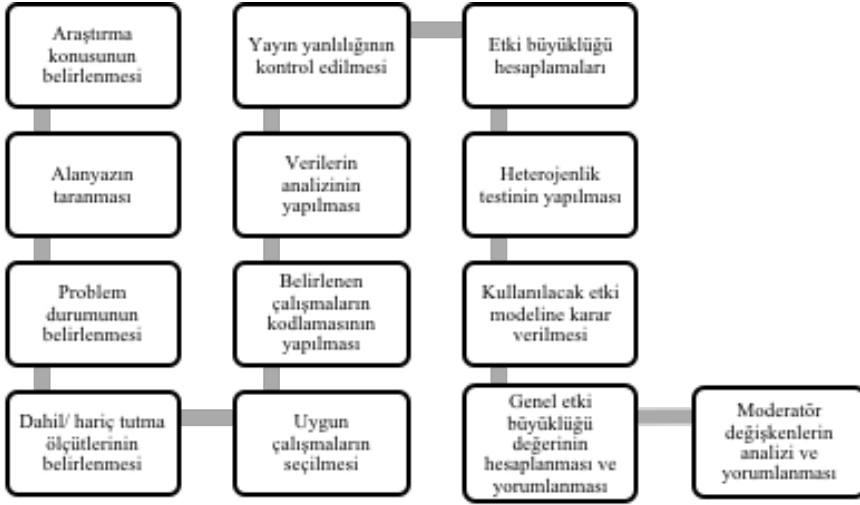 Araştırma
konusunun
belirlenmesi
Alanyazın
taranması
Problem
durumunun
belirlenmesi
Dahil/ hariç tutma
ölçütlerinin
belirlenmesi
Uygun
çalışmaların
seçilmesi
Belirlenen
çalışmaların
kodlamasının
yapılması
Verilerin
analizinin
yapılması
Yayın yanlılığının
kontrol edilmesi
Etki büyüklüğü
hesaplamaları
Heterojenlik
testinin yapılması
Kullanılacak etki
modeline karar
verilmesi
Genel etki
büyüklüğü
değerinin
hesaplanması ve
yorumlanması
Moderatör
değişkenlerin
analizi ve
yorumlanması